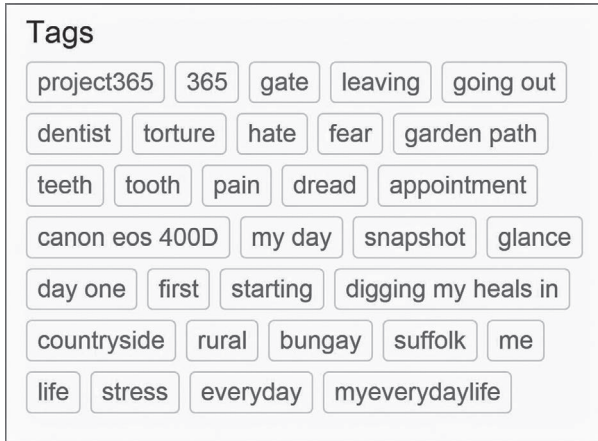 Tags
project365 365 gate leaving going out
dentist torture hate fear garden path
teeth tooth pain dread appointment
canon eos 400D my day snapshot glance
day one first starting digging my heals in
countryside rural bungay suffolk me
life stress everyday myeverydaylife